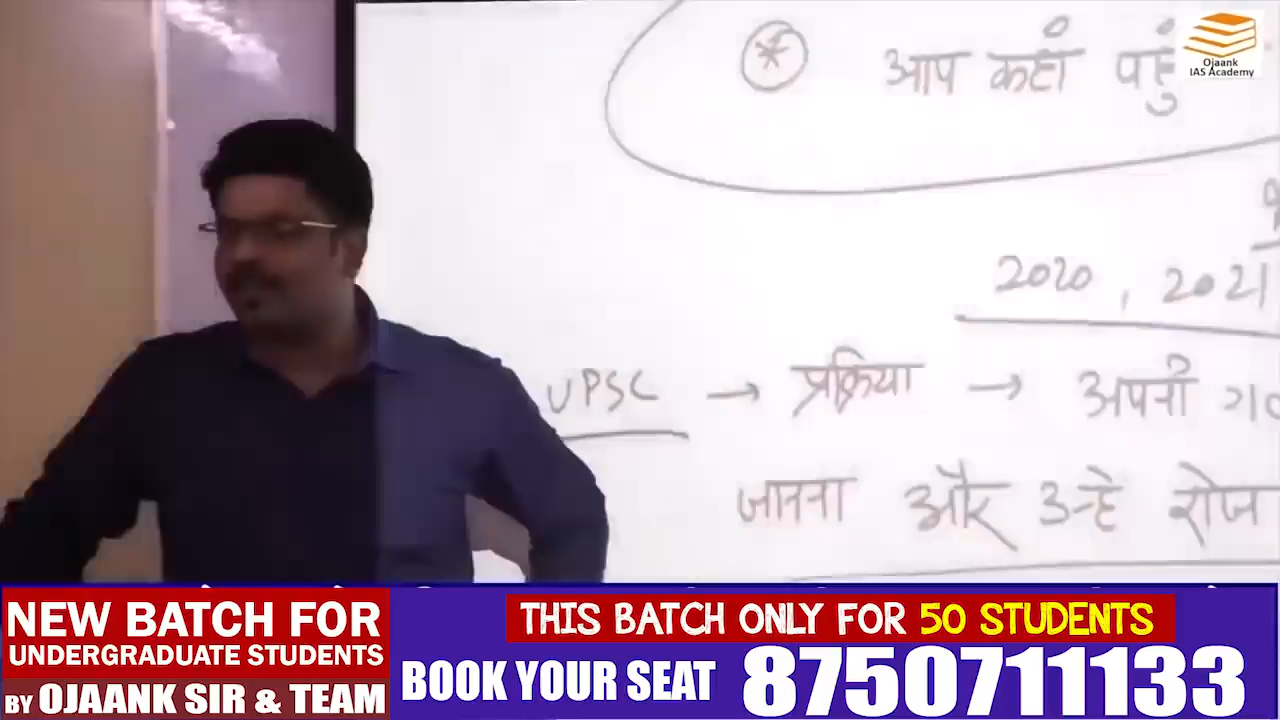 Ojaank
IAS Academy
* आप कहां पहुं
2020, 2021
UPSC → प्रक्रिया → अपनी
जानना और उन्हे रोज
NEW BATCH FOR
UNDERGRADUATE STUDENTS
BY OJAANK SIR & TEAM
THIS BATCH ONLY FOR 50 STUDENTS
BOOK YOUR SEAT 8750711133